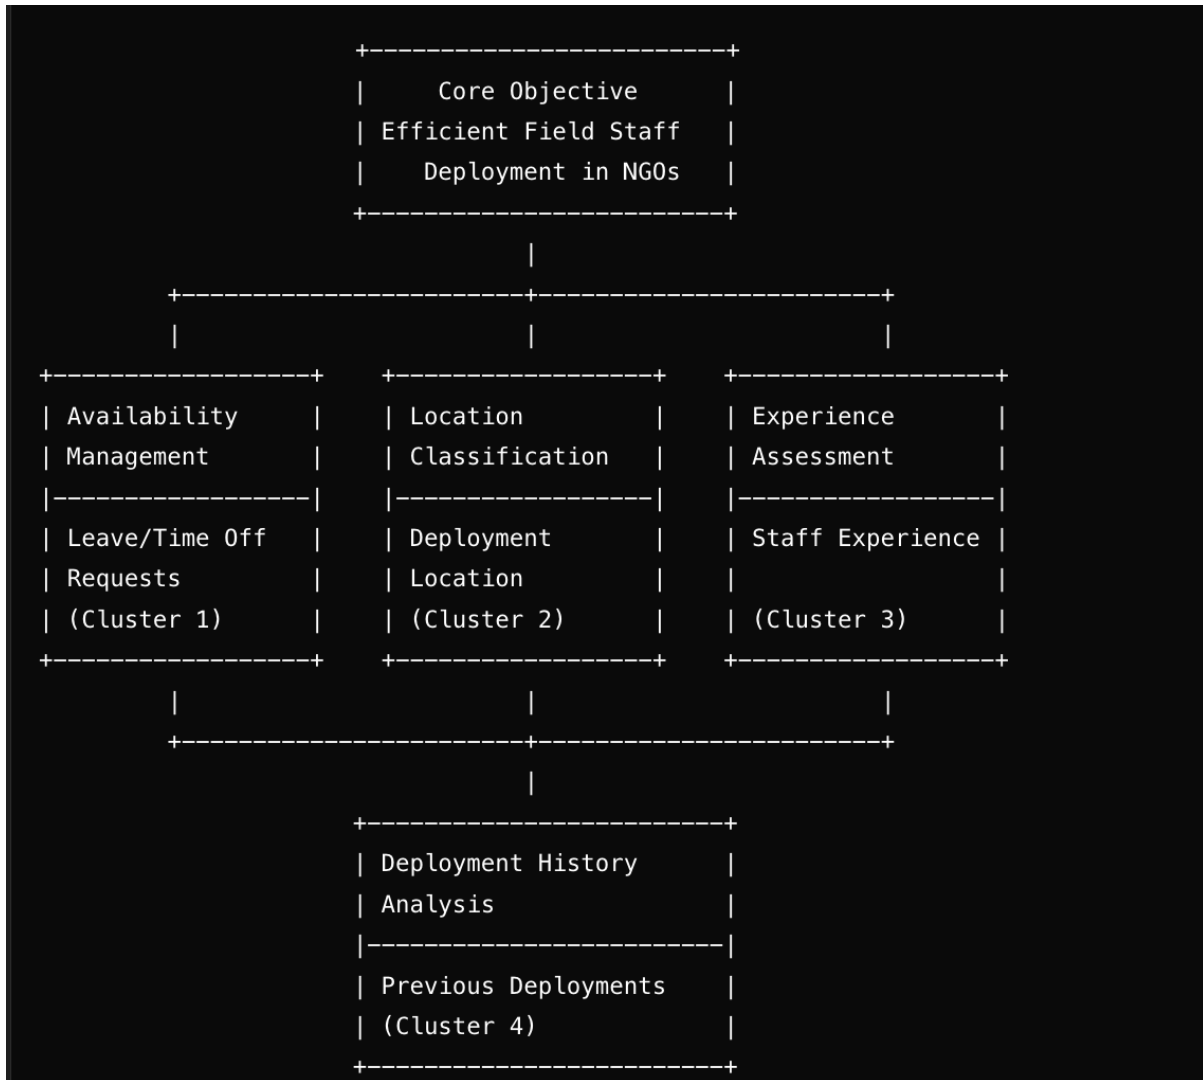 Core Objective
Efficient Field Staff
Deployment in NGOs
Availability Management
Leave/Time Off Requests
(Cluster 1)
Location Classification
Deployment Location
(Cluster 2)
Experience Assessment
Staff Experience
(Cluster 3)
Deployment History
Analysis
Previous Deployments
(Cluster 4)